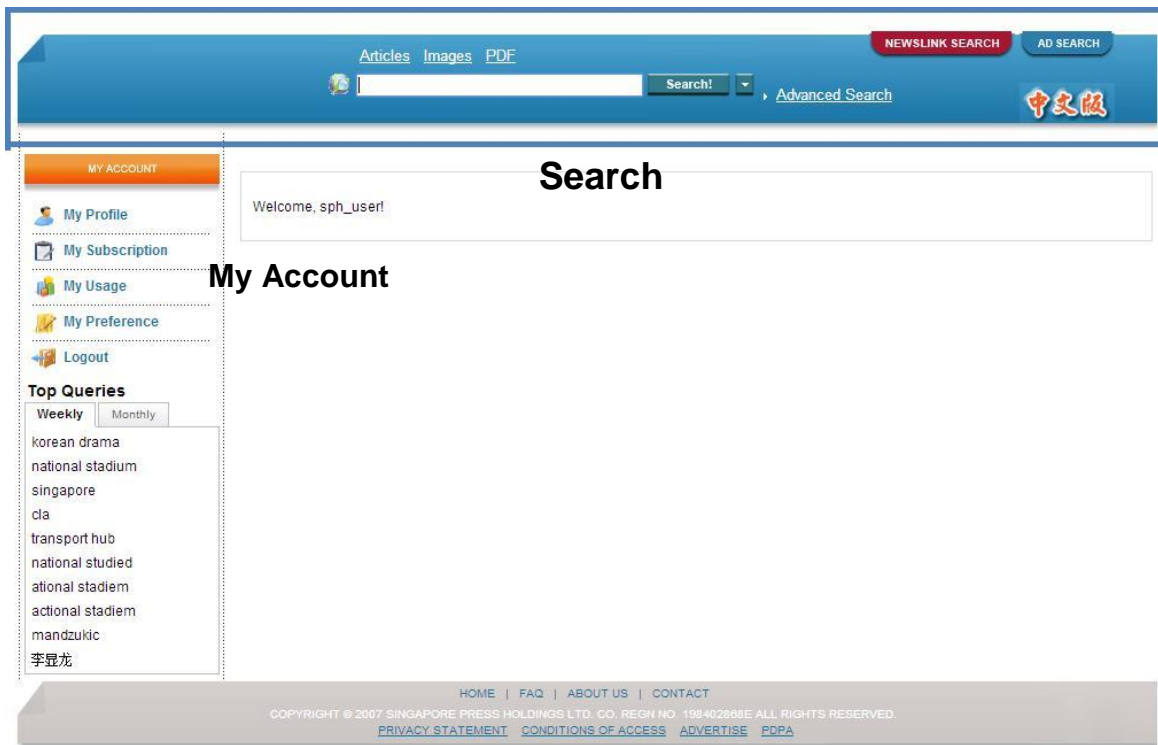 NEWSLINK SEARCH AD SEARCH
Articles Images PDF
Search! Advanced Search
中文版
MY ACCOUNT
Search
My Profile
Welcome, sph_user!
My Subscription
My Account
My Usage
My Preference
Logout
Top Queries
Weekly Monthly
korean drama
national stadium
singapore
cla
transport hub
national studied
ational stadiem
actional stadiem
mandzukic
李显龙
HOME | FAQ | ABOUT US | CONTACT
COPYRIGHT © 2007 SINGAPORE PRESS HOLDINGS LTD. CO. REGN NO. 198402868E ALL RIGHTS RESERVED.
PRIVACY STATEMENT CONDITIONS OF ACCESS ADVERTISE PDPA